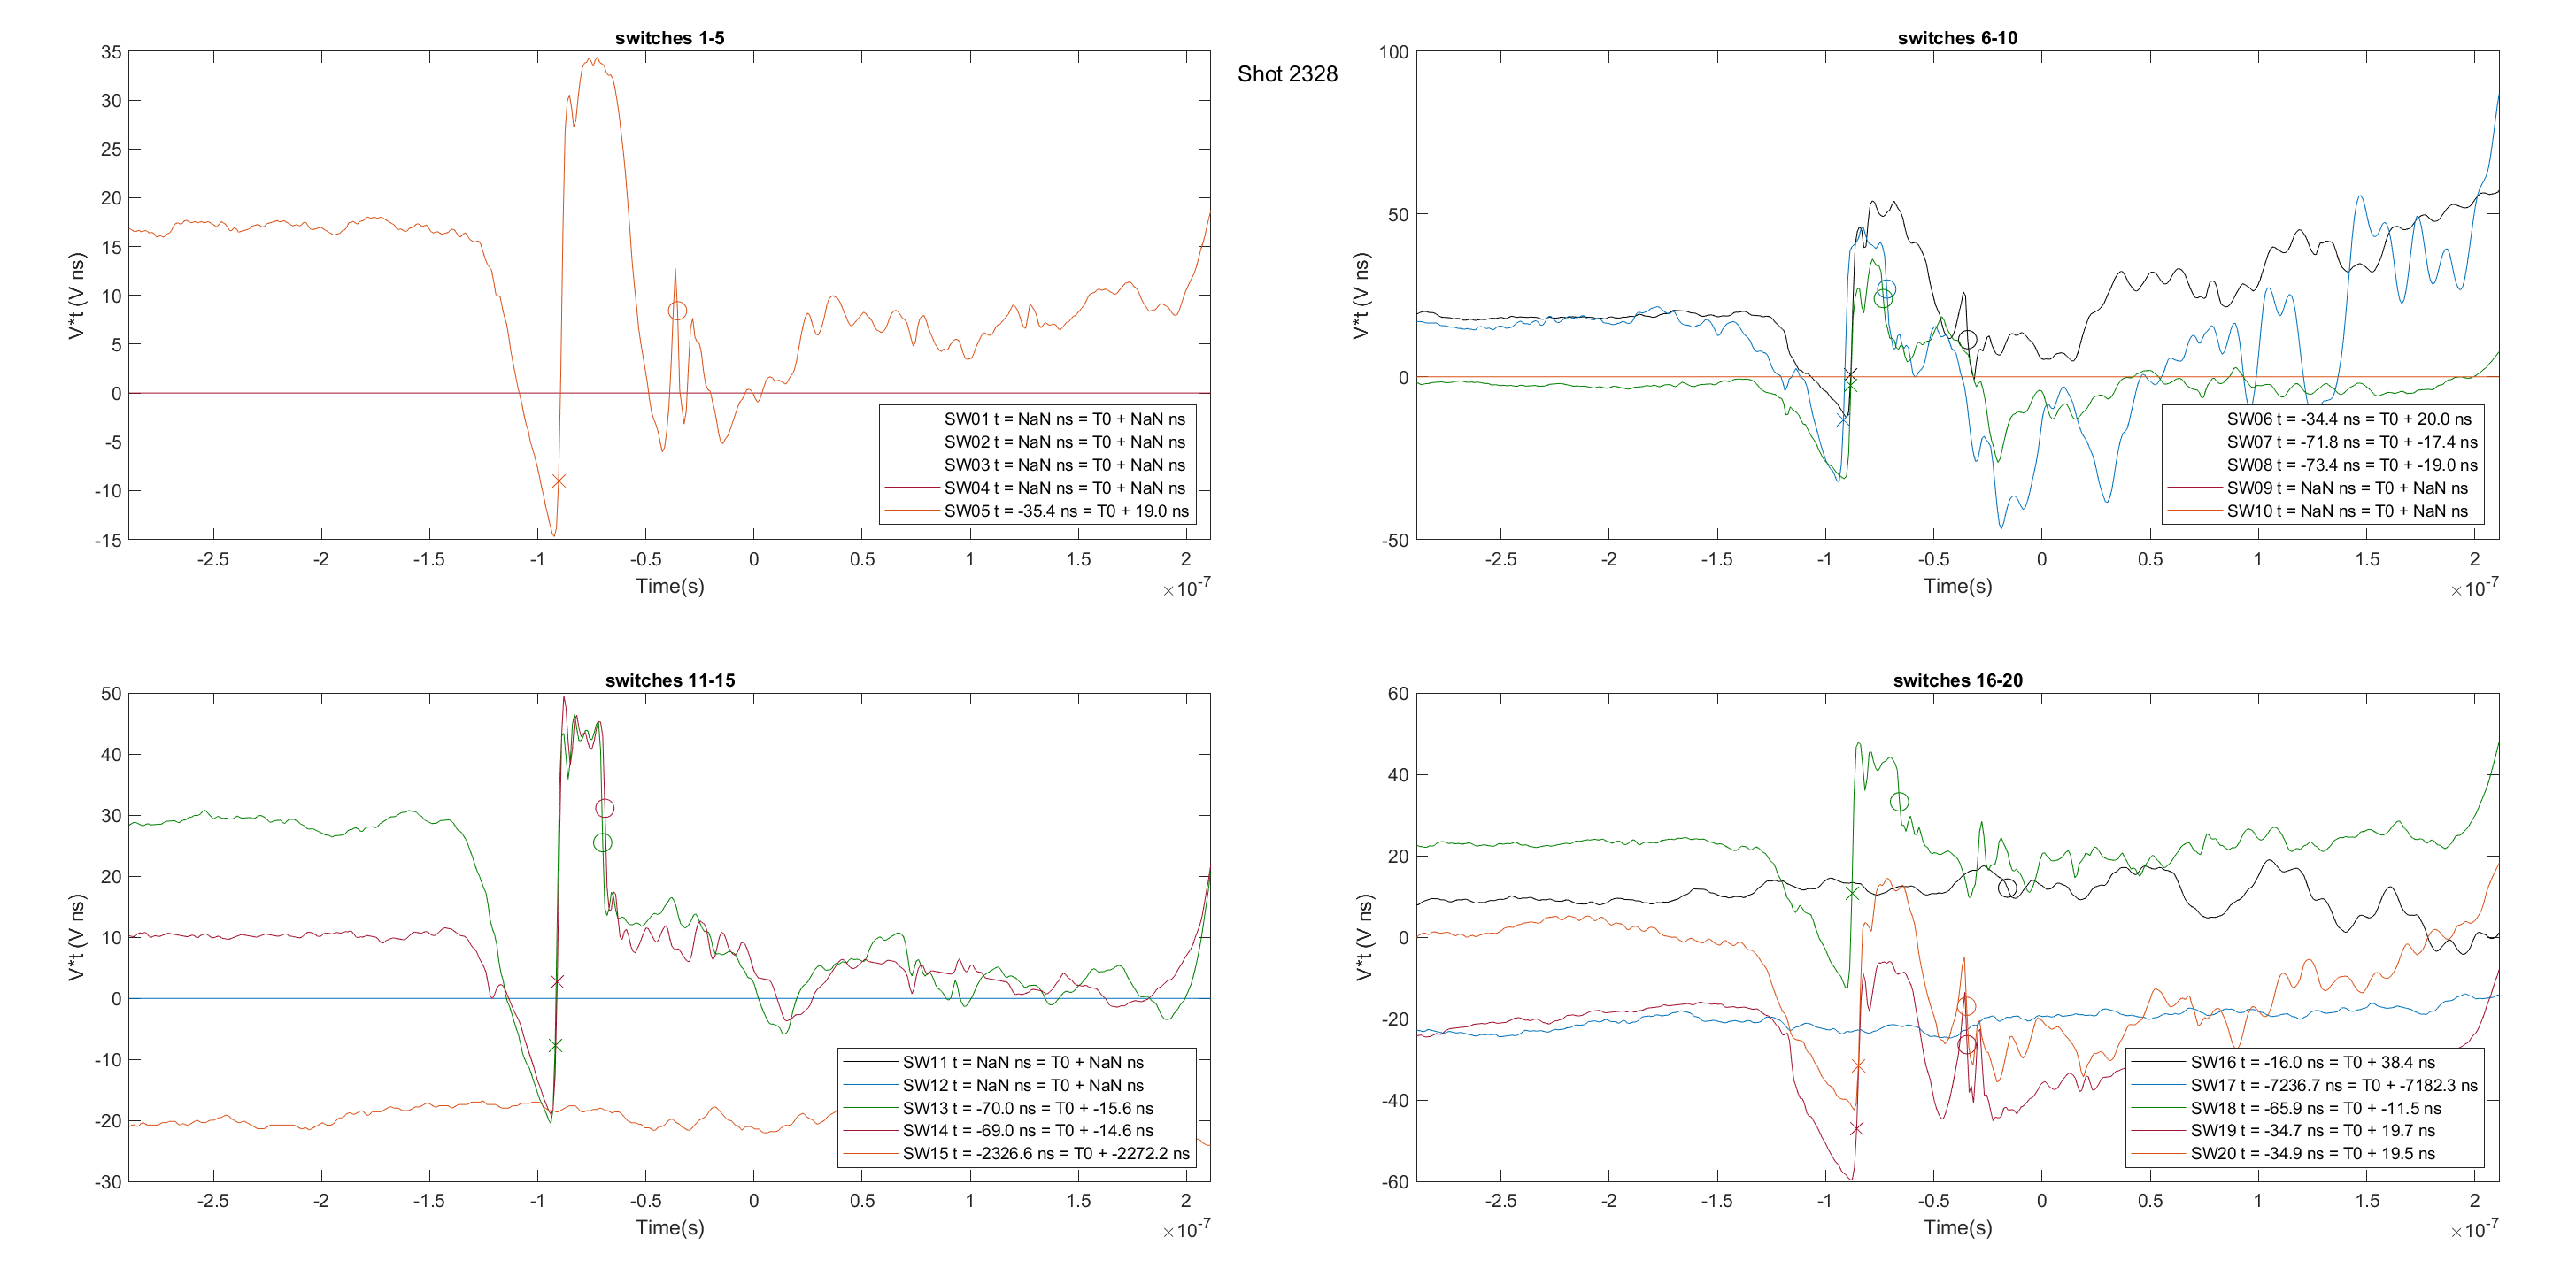 Shot 2328
switches 1-5
V*t (V ns)
35
30
25
20
15
10
5
0
-5
-10
-15
-2.5 -2 -1.5 -1 -0.5 0 0.5 1 1.5 2
Time(s)
×10-7
SW01 t = NaN ns = T0 + NaN ns
SW02 t = NaN ns = T0 + NaN ns
SW03 t = NaN ns = T0 + NaN ns
SW04 t = NaN ns = T0 + NaN ns
SW05 t = -35.4 ns = T0 + 19.0 ns
switches 6-10
V*t (V ns)
100
50
0
-50
-2.5 -2 -1.5 -1 -0.5 0 0.5 1 1.5 2
Time(s)
×10-7
SW06 t = -34.4 ns = T0 + 20.0 ns
SW07 t = -71.8 ns = T0 + -17.4 ns
SW08 t = -73.4 ns = T0 + -19.0 ns
SW09 t = NaN ns = T0 + NaN ns
SW10 t = NaN ns = T0 + NaN ns
switches 11-15
V*t (V ns)
50
40
30
20
10
0
-10
-20
-30
-2.5 -2 -1.5 -1 -0.5 0 0.5 1 1.5 2
Time(s)
×10-7
SW11 t = NaN ns = T0 + NaN ns
SW12 t = NaN ns = T0 + NaN ns
SW13 t = -70.0 ns = T0 + -15.6 ns
SW14 t = -69.0 ns = T0 + -14.6 ns
SW15 t = -2326.6 ns = T0 + -2272.2 ns
switches 16-20
V*t (V ns)
60
40
20
0
-20
-40
-60
-2.5 -2 -1.5 -1 -0.5 0 0.5 1 1.5 2
Time(s)
×10-7
SW16 t = -16.0 ns = T0 + 38.4 ns
SW17 t = -7236.7 ns = T0 + -7182.3 ns
SW18 t = -65.9 ns = T0 + -11.5 ns
SW19 t = -34.7 ns = T0 + 19.7 ns
SW20 t = -34.9 ns = T0 + 19.5 ns